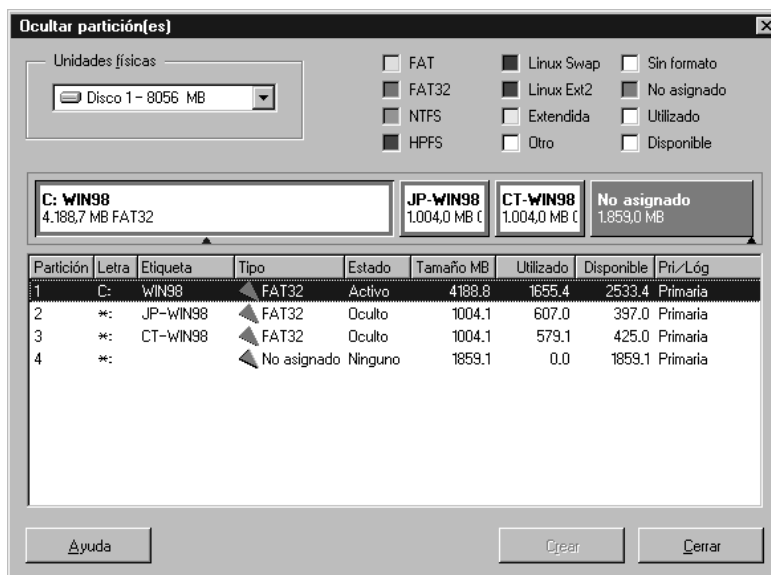 Ocultar partición(es)
Unidades físicas
Disco 1 - 8056 MB
FAT
FAT32
NTFS
HPFS
Linux Swap
Linux Ext2
Extendida
Otro
Sin formato
No asignado
Utilizado
Disponible
C: WIN98
4.188,7 MB FAT32
JP-WIN98
1.004,0 MB (
CT-WIN98
1.004,0 MB (
No asignado
1.859,0 MB
Partición Letra Etiqueta Tipo Estado Tamaño MB Utilizado Disponible Pri/Lóg
1 C: WIN98 FAT32 Activo 4188.8 1655.4 2533.4 Primaria
2 *: JP-WIN98 FAT32 Oculto 1004.1 607.0 397.0 Primaria
3 *: CT-WIN98 FAT32 Oculto 1004.1 579.1 425.0 Primaria
4 *: No asignado Ninguno 1859.1 0.0 1859.1 Primaria
Ayuda
Crear
Cerrar